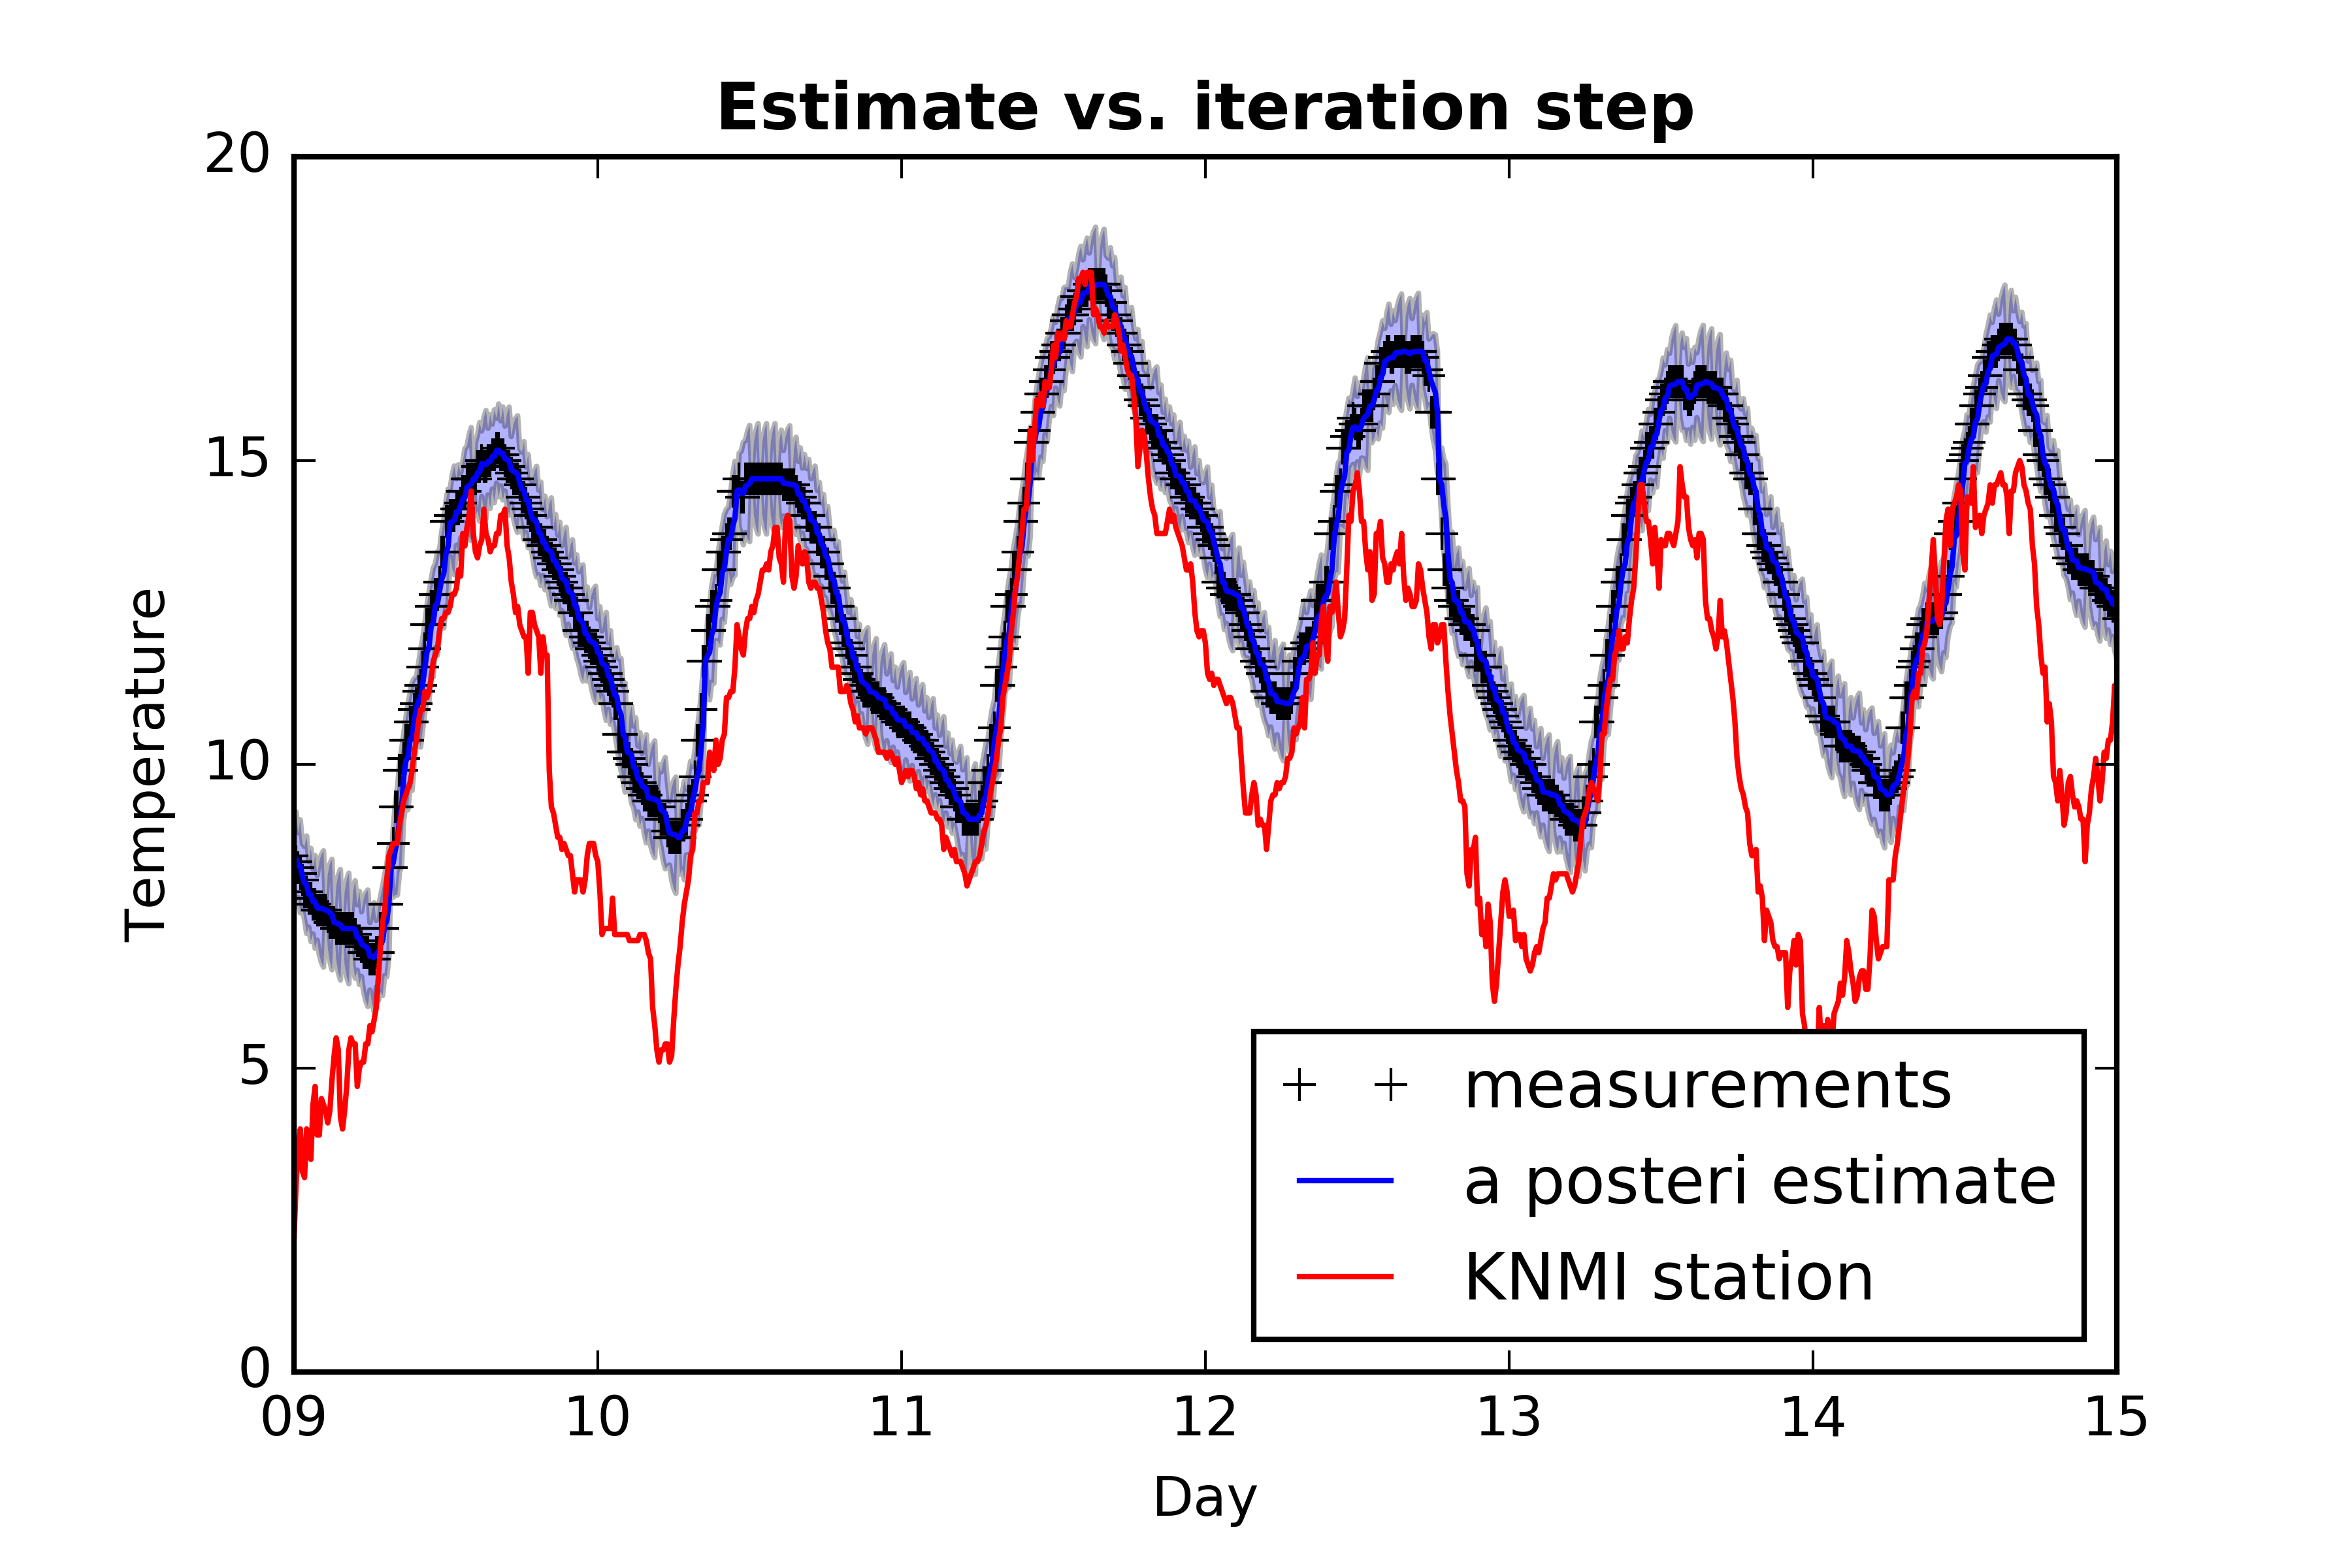 Estimate vs. iteration step
20
15
10
5
0
Temperature
09 10 11 12 13 14 15
Day
measurements
a posteri estimate
KNMI station